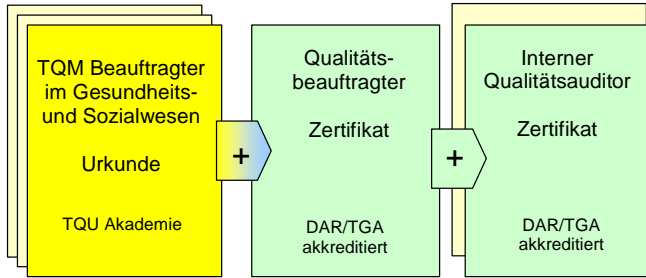 TQM Beauftragter
im Gesundheits-
und Sozialwesen
Urkunde
TQU Akademie
+
Qualitäts-
beauftragter
Zertifikat
DAR/TGA
akkreditiert
+
Interner
Qualitätsauditor
Zertifikat
DAR/TGA
akkreditiert